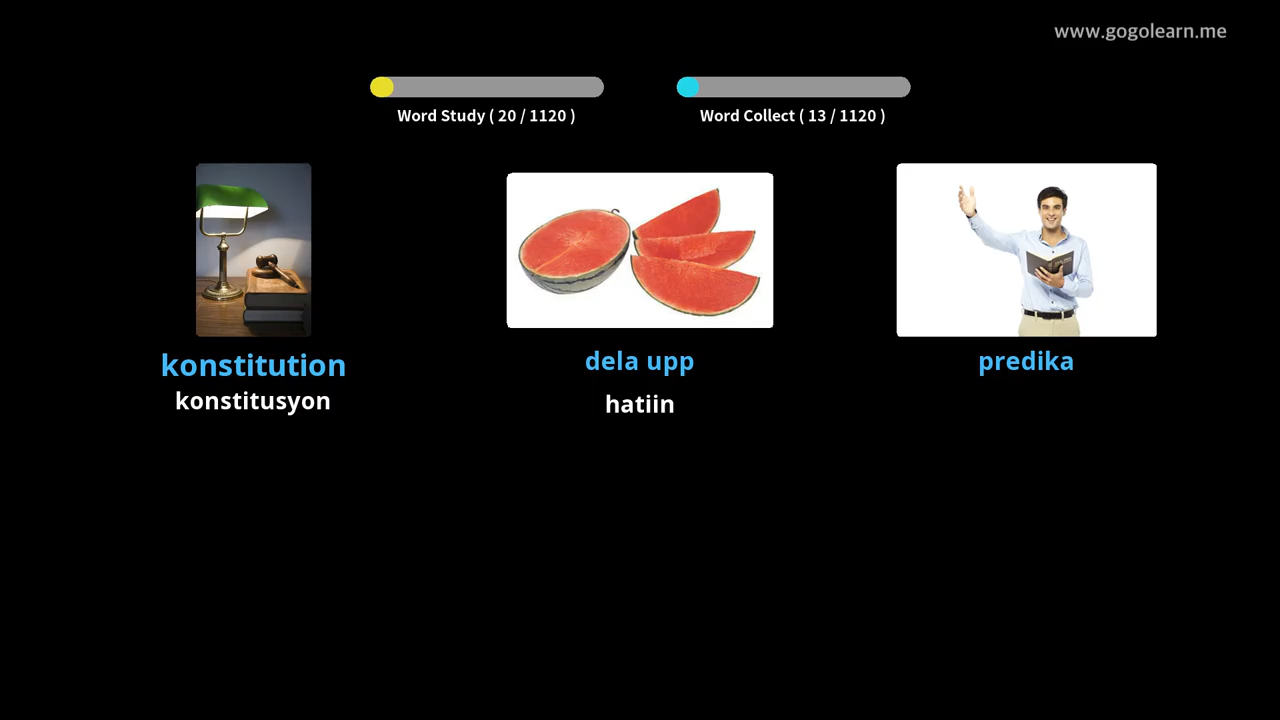 www.gogolearn.me
Word Study ( 20 / 1120 )
Word Collect ( 13 / 1120 )
konstitution
konstitusyon
dela upp
hatiin
predika